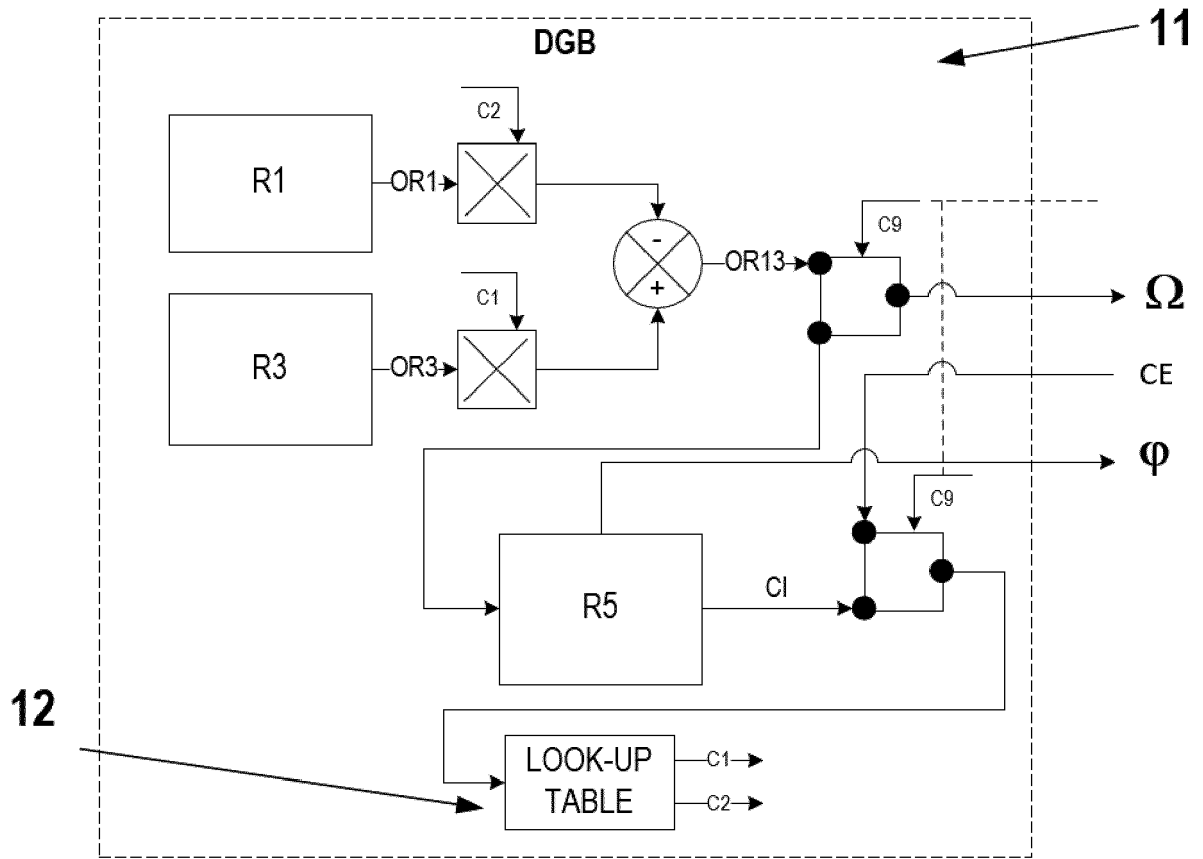 11
DGB
C2
R1
OR1
C9
-
OR13
+
Ω
C1
R3
OR3
CE
φ
C9
R5
CI
12
LOOK-UP
TABLE
C1
C2